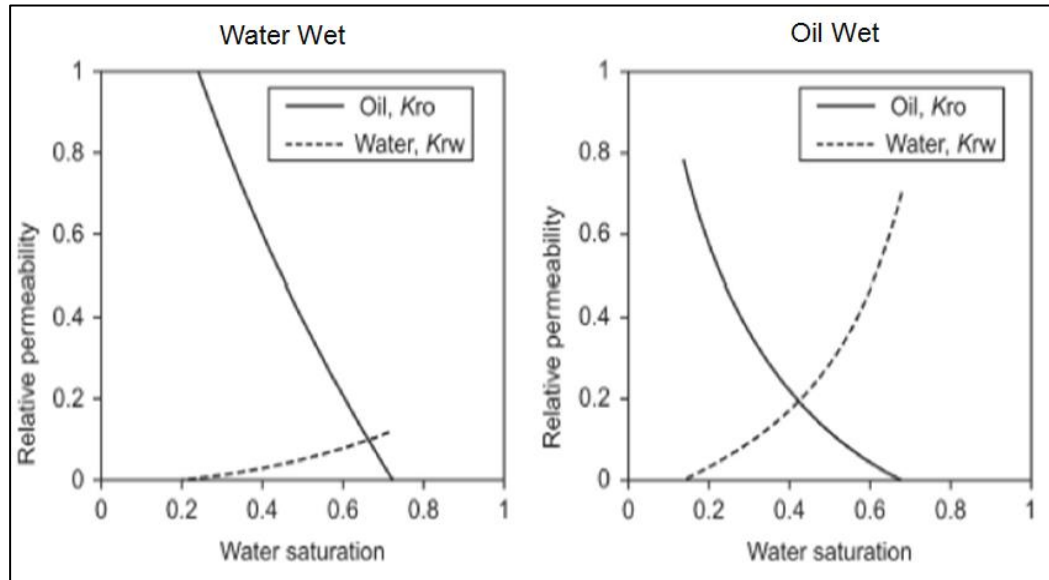 Water Wet
Relative permeability
1
0.8
0.6
0.4
0.2
0
Oil, Kro
Water, Krw
0
0.2
0.4
0.6
0.8
1
Water saturation
Oil Wet
Relative permeability
1
0.8
0.6
0.4
0.2
0
Oil, Kro
Water, Krw
0
0.2
0.4
0.6
0.8
1
Water saturation